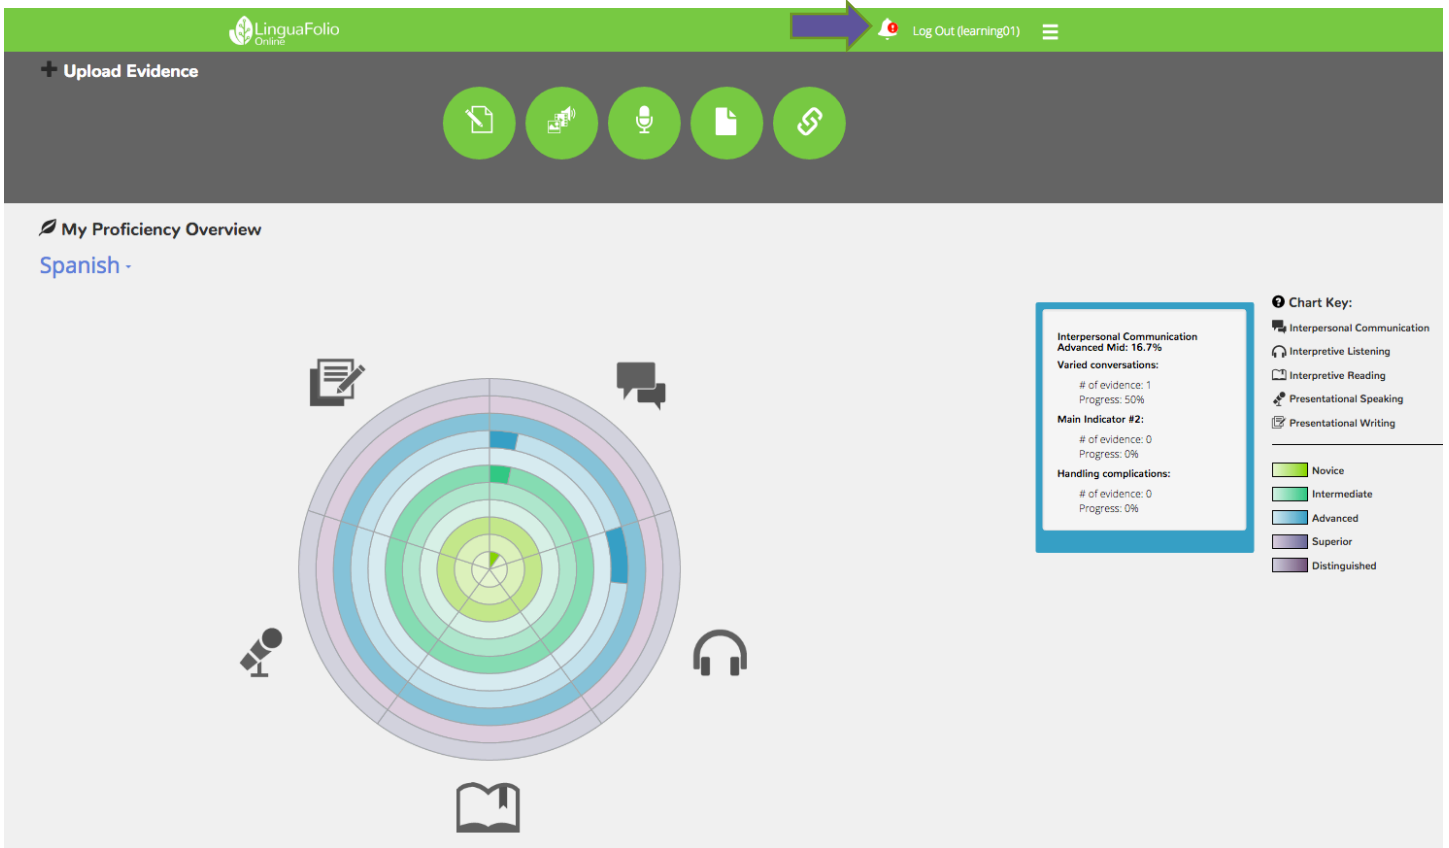 LinguaFolio
Online
Log Out (learning01)
Upload Evidence
My Proficiency Overview
Spanish
Interpersonal Communication
Advanced Mid: 16.7%
Varied conversations:
# of evidence: 1
Progress: 50%
Main Indicator #2:
# of evidence: 0
Progress: 0%
Handling complications:
# of evidence: 0
Progress: 0%
Chart Key:
Interpersonal Communication
Interpretive Listening
Interpretive Reading
Presentational Speaking
Presentational Writing
Novice
Intermediate
Advanced
Superior
Distinguished